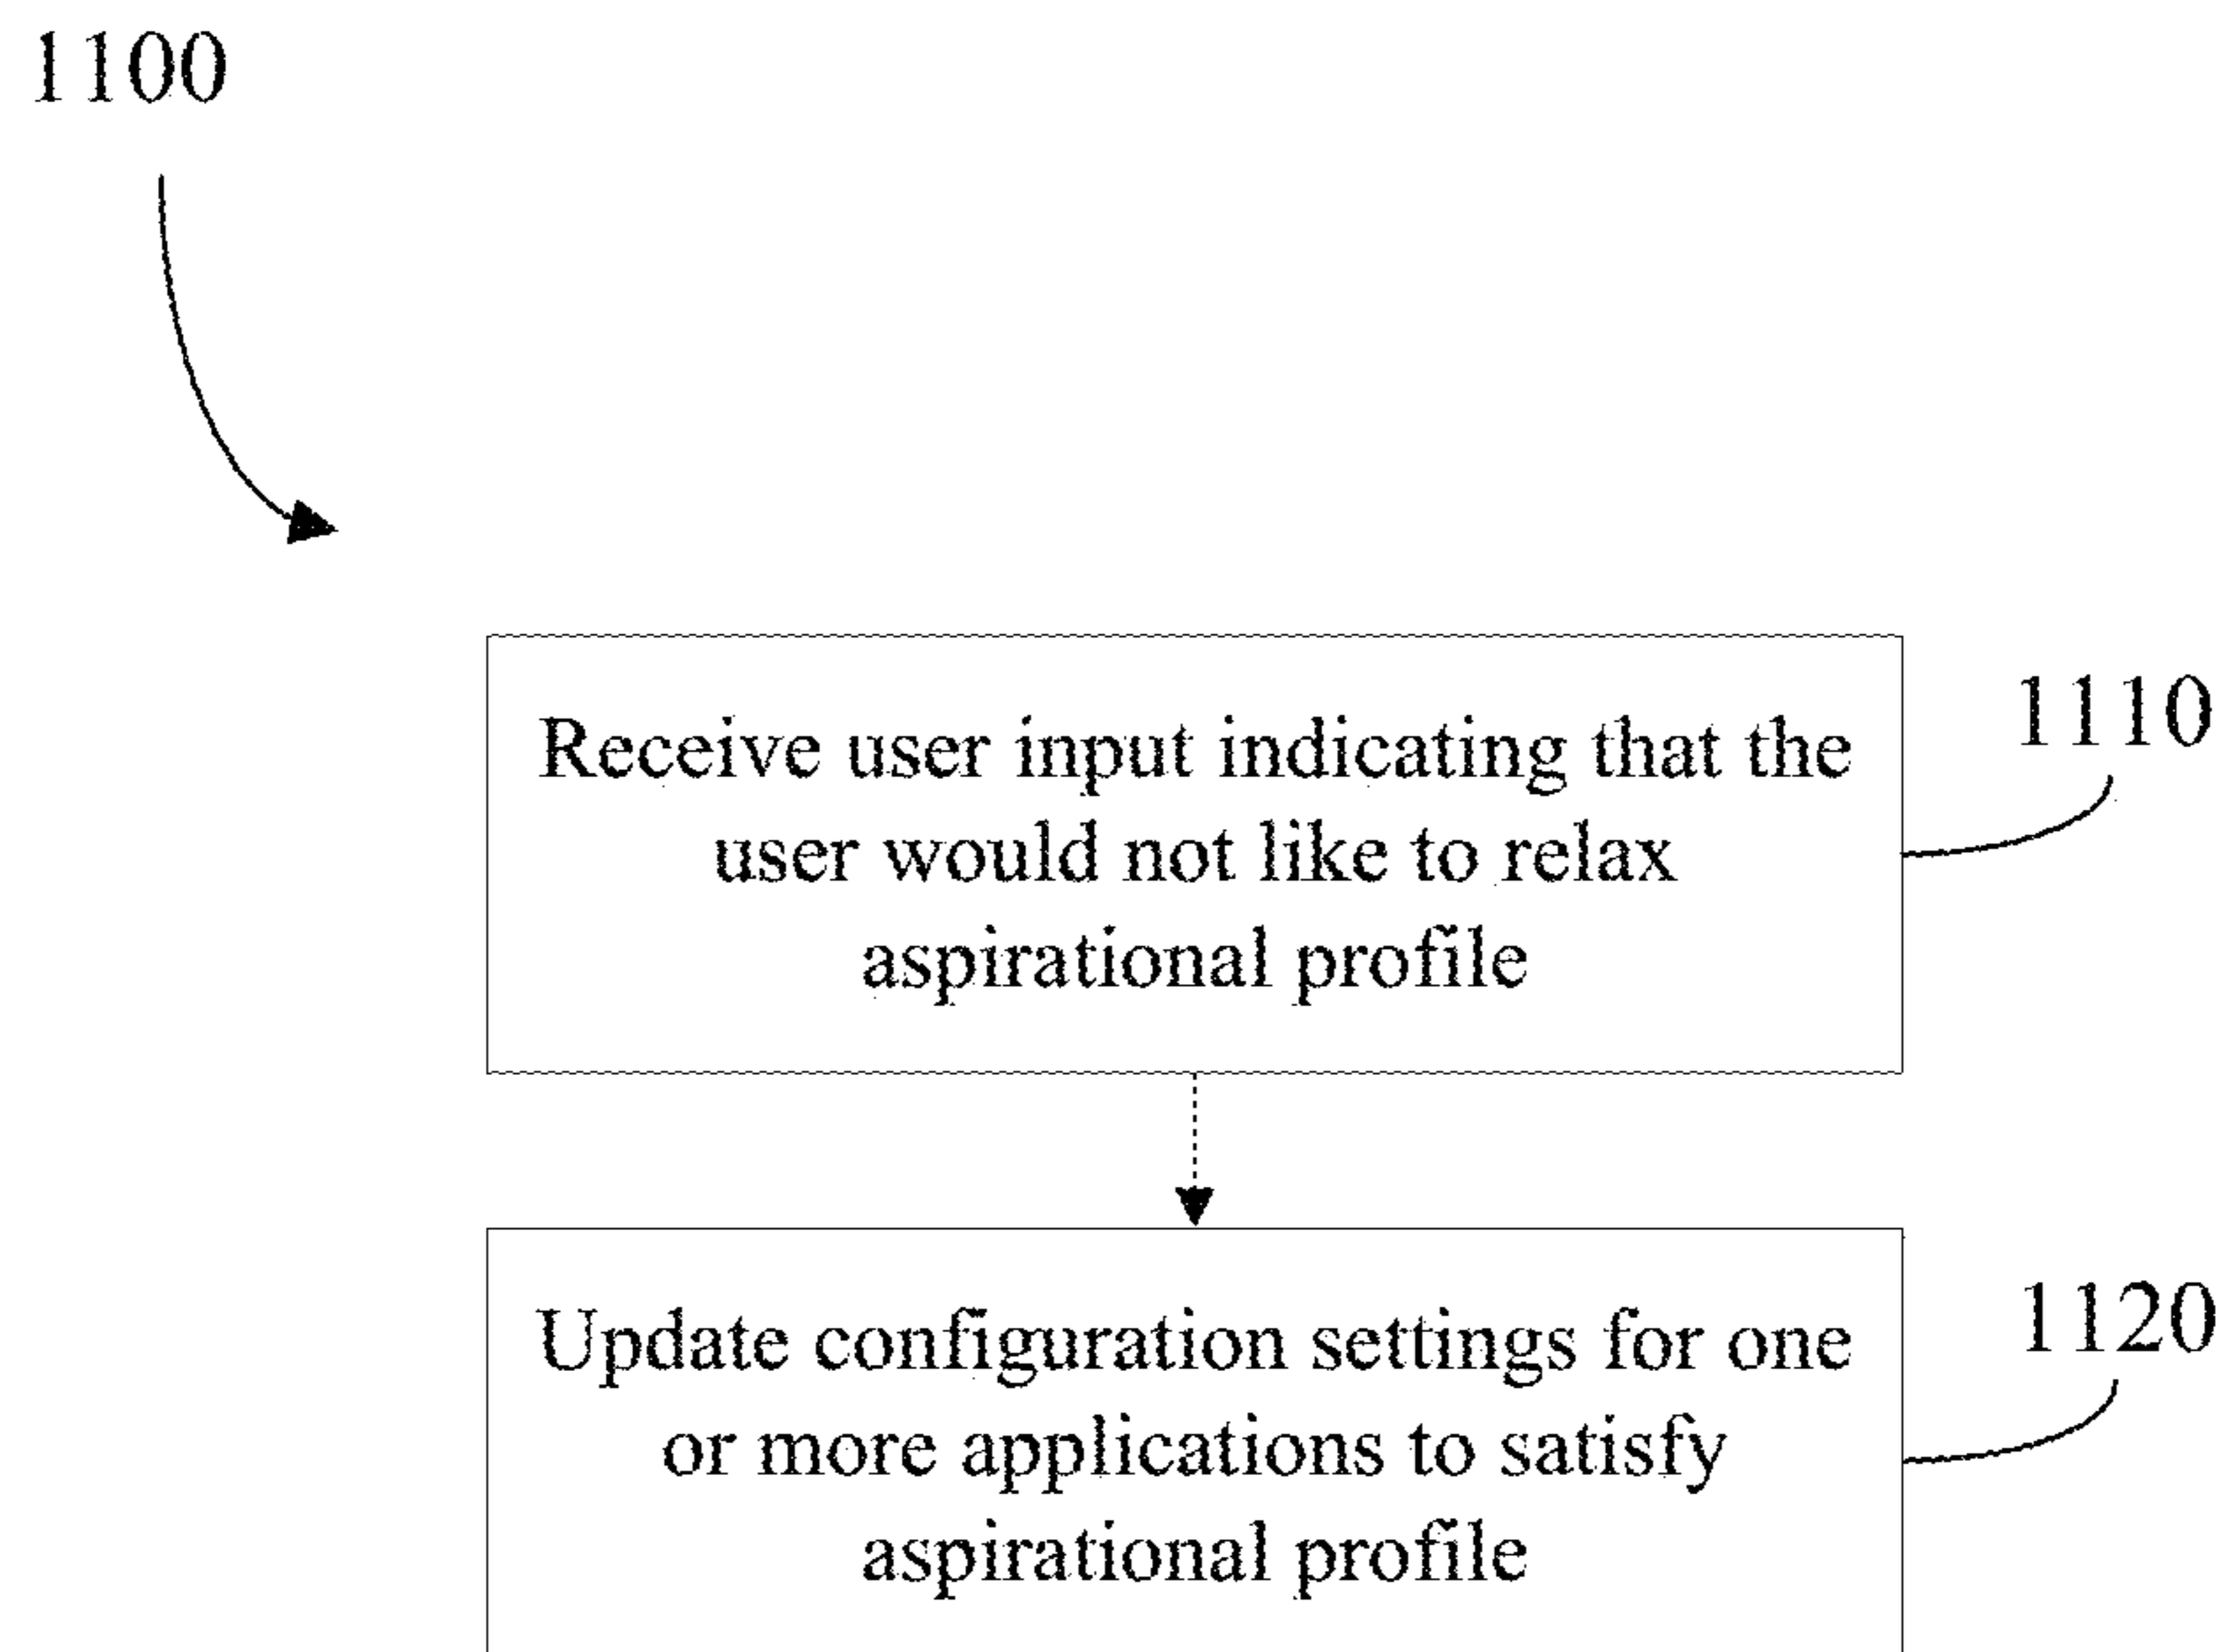 1100
Receive user input indicating that the
user would not like to relax
aspirational profile
1110
Update configuration settings for one
or more applications to satisfy
aspirational profile
1120